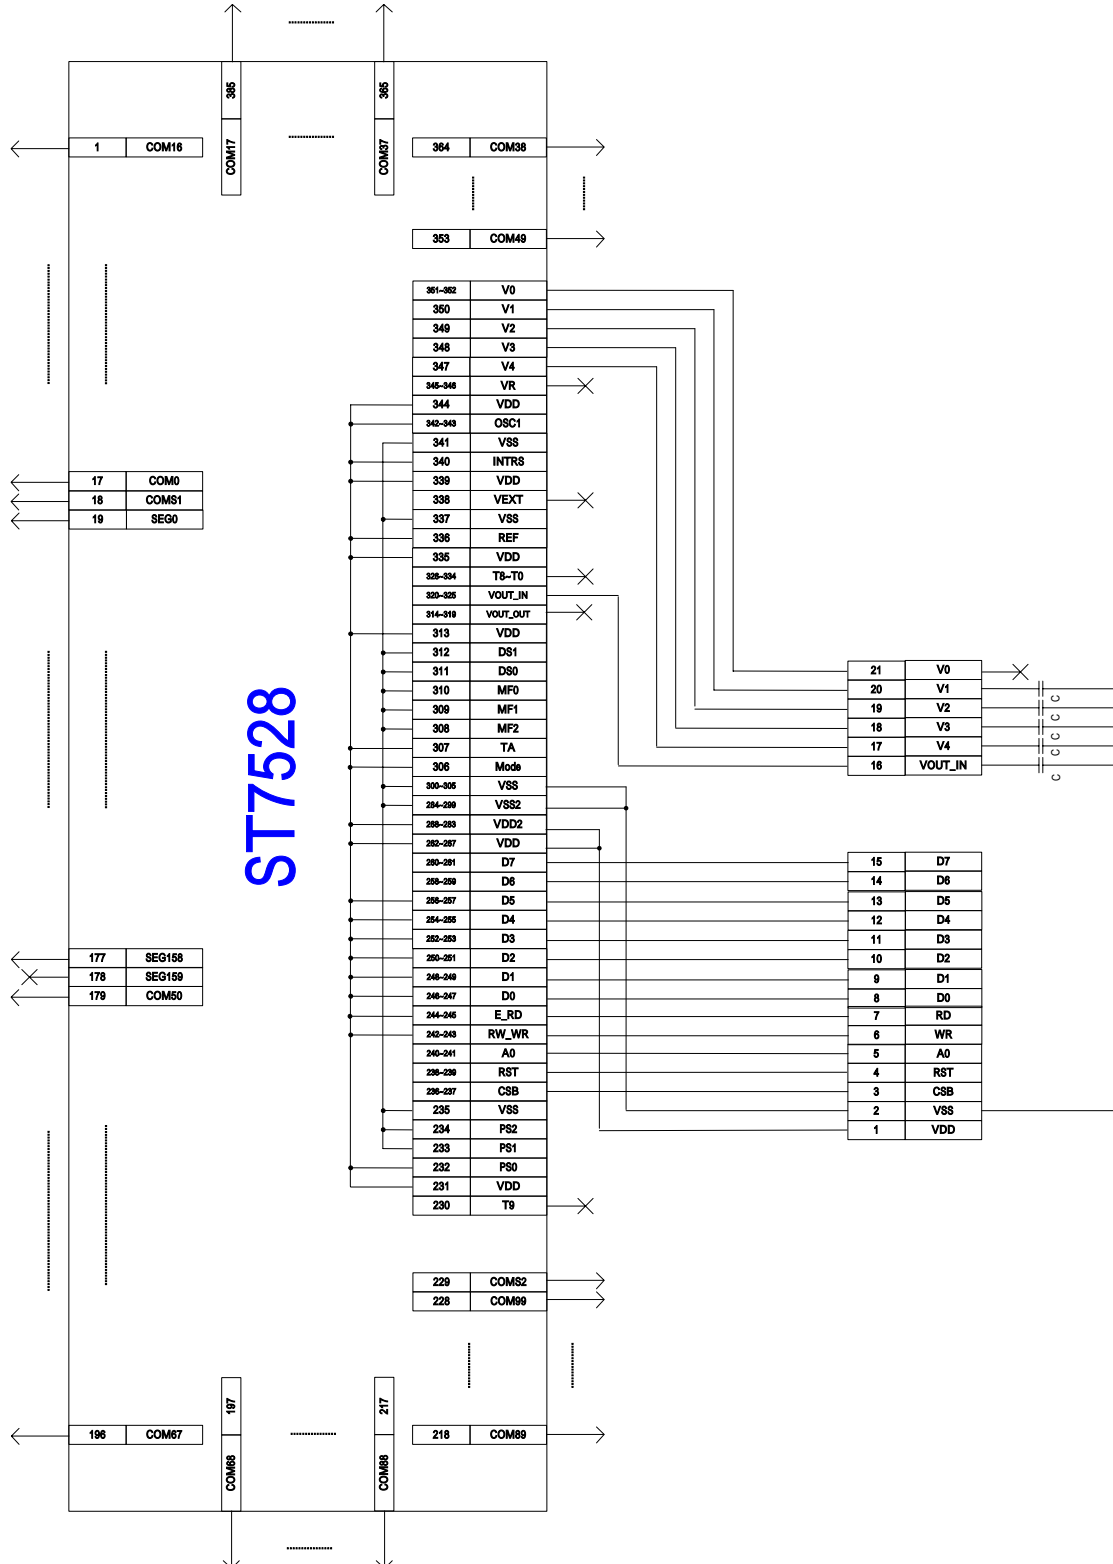 385
365
COM17
COM37
1 COM16
364 COM38
353 COM49
351~352 V0
350 V1
349 V2
348 V3
347 V4
345~346 VR
344 VDD
342~343 OSC1
341 VSS
340 INTRS
339 VDD
338 VEXT
337 VSS
336 REF
335 VDD
326~334 T8~T0
320~325 VOUT_IN
314~319 VOUT_OUT
313 VDD
312 DS1
311 DS0
310 MF0
309 MF1
308 MF2
307 TA
306 Mode
300~305 VSS
284~299 VSS2
268~283 VDD2
262~267 VDD
260~261 D7
258~259 D6
256~257 D5
254~255 D4
252~253 D3
250~251 D2
248~249 D1
246~247 D0
244~245 E_RD
242~243 RW_WR
240~241 A0
238~239 RST
236~237 CSB
235 VSS
234 PS2
233 PS1
232 PS0
231 VDD
230 T9
229 COMS2
228 COM99
218 COM89
17 COM0
18 COMS1
19 SEG0
ST7528
177 SEG158
178 SEG159
179 COM50
196 COM67
197
217
COM68
COM88
21 V0
20 V1
C
19 V2
C
18 V3
C
17 V4
C
16 VOUT_IN
C
15 D7
14 D6
13 D5
12 D4
11 D3
10 D2
9 D1
8 D0
7 RD
6 WR
5 A0
4 RST
3 CSB
2 VSS
1 VDD